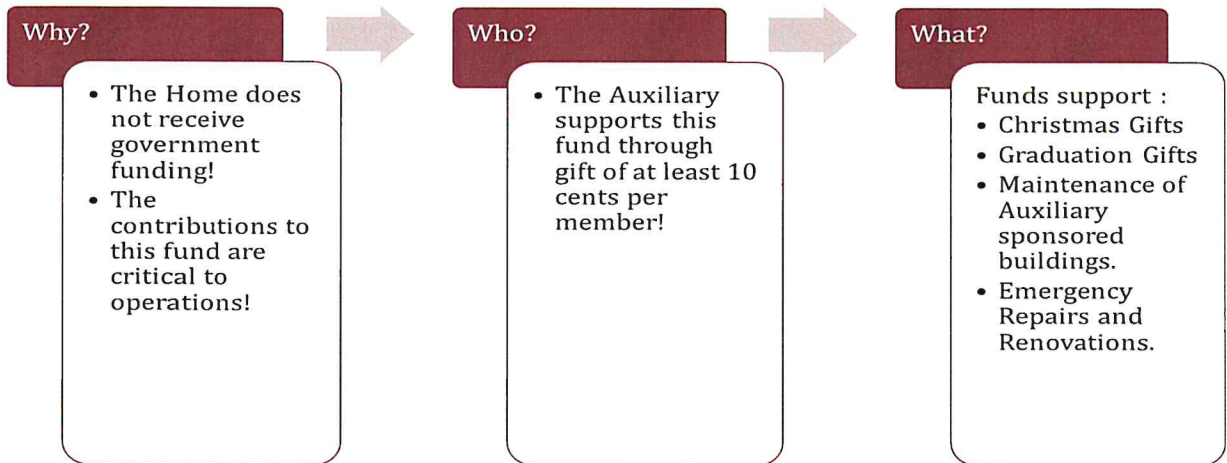 Why?
• The Home does
not receive
government
funding!
• The
contributions to
this fund are
critical to
operations!
Who?
• The Auxiliary
supports this
fund through
gift of at least 10
cents per
member!
What?
Funds support :
• Christmas Gifts
• Graduation Gifts
• Maintenance of
Auxiliary
sponsored
buildings.
• Emergency
Repairs and
Renovations.